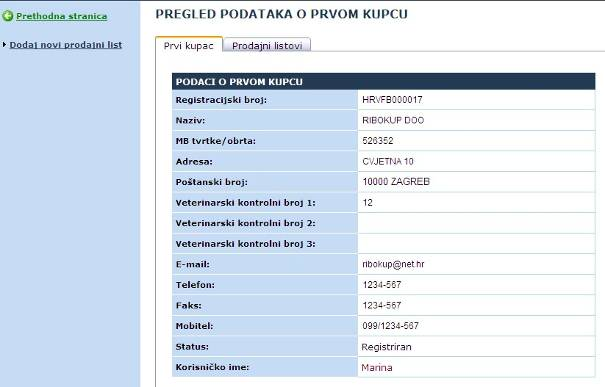 Prethodna stranica
Dodaj novi prodajni list
PREGLED PODATAKA O PRVOM KUPCU
Prvi kupac
Prodajni listovi
PODACI O PRVOM KUPCU
Registracijski broj: HRVFB000017
Naziv: RIBOKUP DOO
MB tvrtke/obrta: 526352
Adresa: CVJETNA 10
Poštanski broj: 10000 ZAGREB
Veterinarski kontrolni broj 1: 12
Veterinarski kontrolni broj 2:
Veterinarski kontrolni broj 3:
E-mail: ribokup@net.hr
Telefon: 1234-567
Faks: 1234-567
Mobitel: 099/1234-567
Status: Registriran
Korisničko ime: Marina